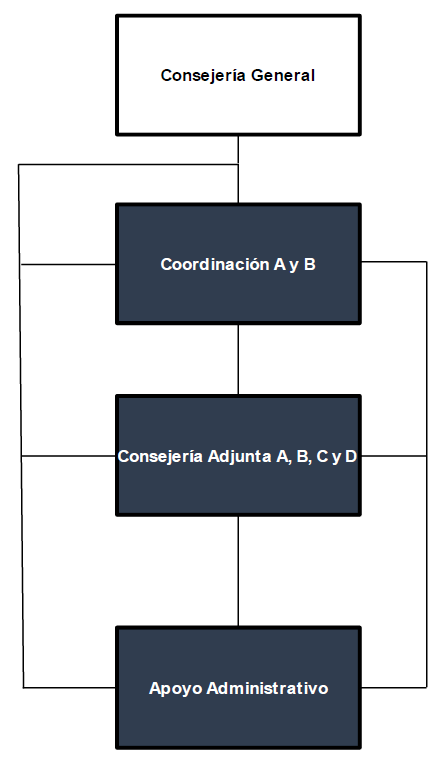 Consejería General
Coordinación A y B
Consejería Adjunta A, B, C y D
Apoyo Administrativo